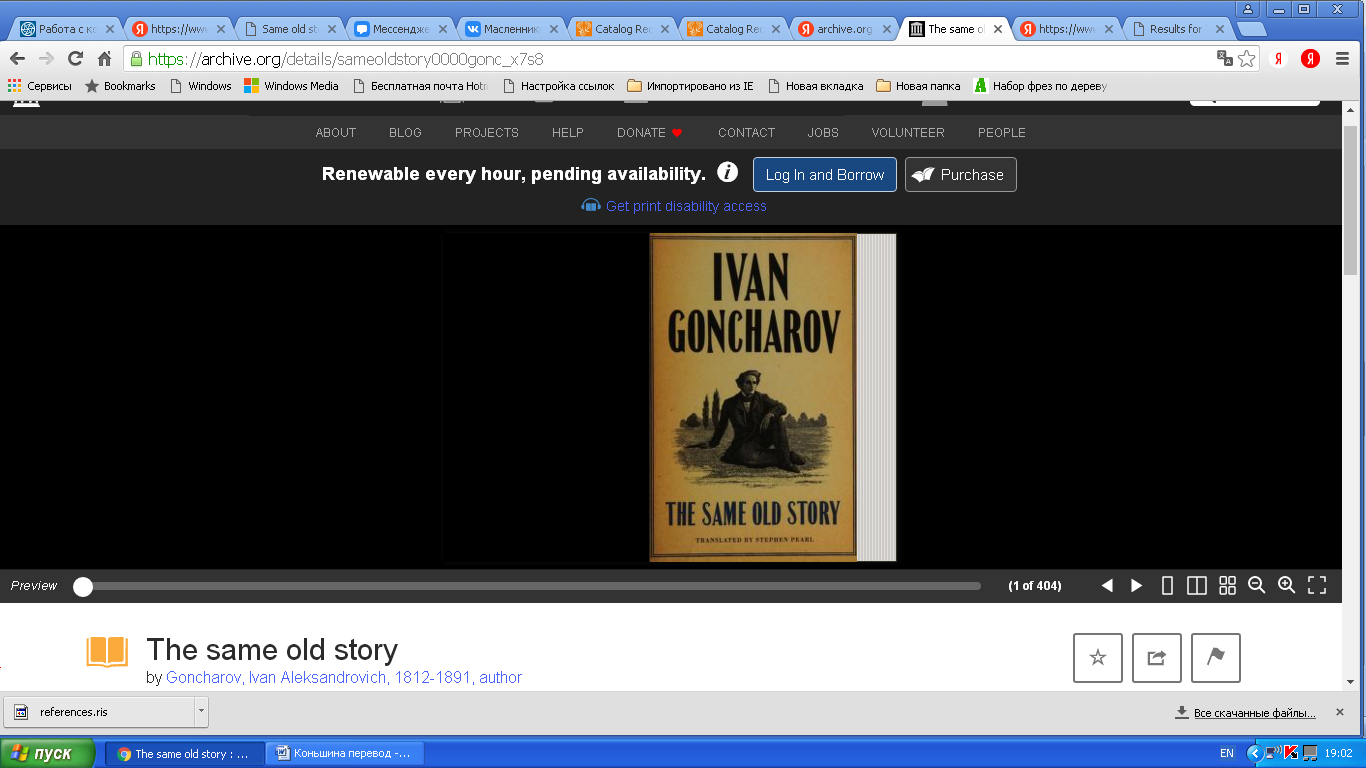 Работа с ко
https://www
Same old st
Мессендже
Масленник
Catalog Rec
Catalog Rec
archive.org
The same ol
https://www
Results for
https://archive.org/details/sameoldstory0000gonc_x7s8
Сервисы Bookmarks Windows Windows Media Бесплатная почта Hotm Настройка ссылок Импортировано из IE Новая вкладка Новая папка Набор фрез по дереву
ABOUT BLOG PROJECTS HELP DONATE CONTACT JOBS VOLUNTEER PEOPLE
Renewable every hour, pending availability. Log In and Borrow Purchase
Get print disability access
IVAN
GONCHAROV
THE SAME OLD STORY
TRANSLATED BY STEPHEN PEARL
Preview (1 of 404)
The same old story
by Goncharov, Ivan Aleksandrovich, 1812-1891, author
references.ris Все скачанные файлы...
пуск The same old story : ... Коньшина перевод -... EN 19:02